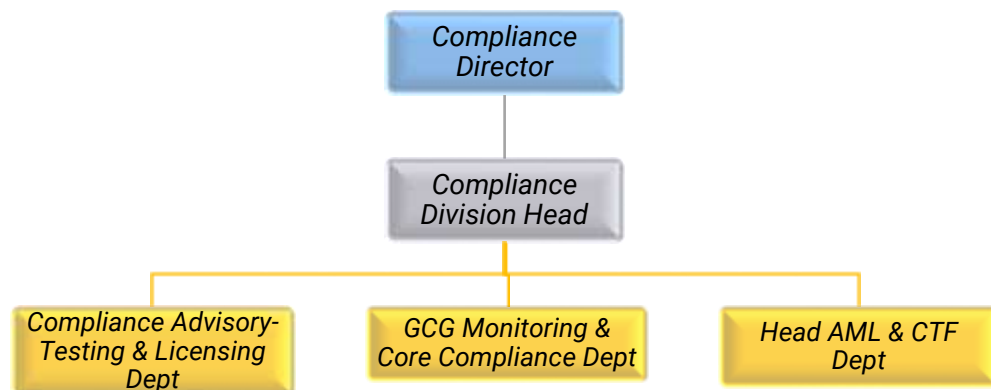 Compliance
Director
Compliance
Division Head
Compliance Advisory-
Testing & Licensing
Dept
GCG Monitoring &
Core Compliance Dept
Head AML & CTF
Dept